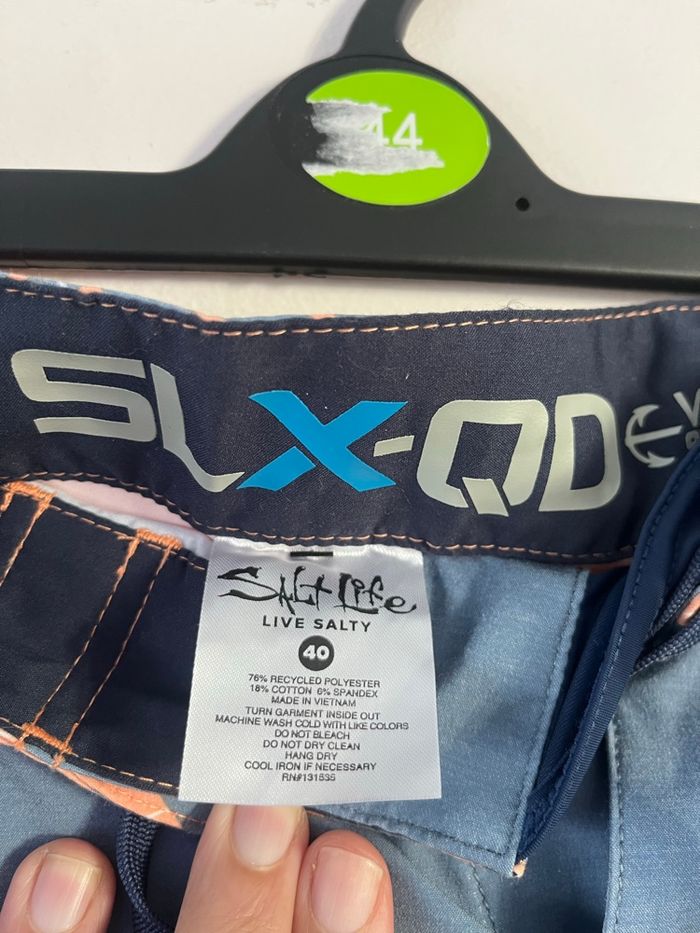 44
SLX-QD
Salt Life
LIVE SALTY
40
76% RECYCLED POLYESTER
18% COTTON 6% SPANDEX
MADE IN VIETNAM
TURN GARMENT INSIDE OUT
MACHINE WASH COLD WITH LIKE COLORS
DO NOT BLEACH
DO NOT DRY CLEAN
HANG DRY
COOL IRON IF NECESSARY
RN#131835